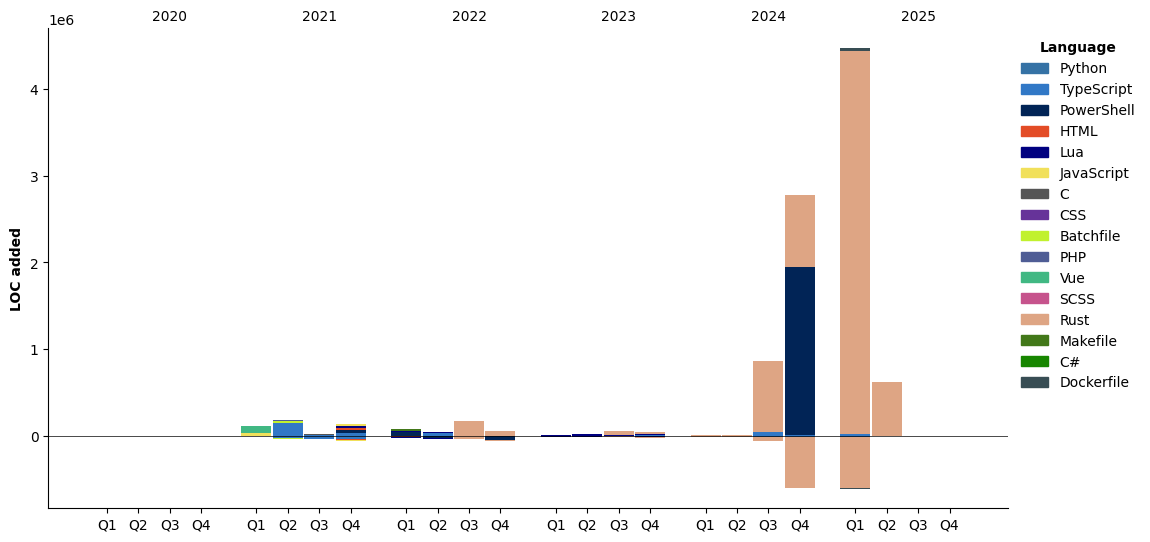 1e6
2020 2021 2022 2023 2024 2025
LOC added
4
3
2
1
0
Q1 Q2 Q3 Q4 Q1 Q2 Q3 Q4 Q1 Q2 Q3 Q4 Q1 Q2 Q3 Q4 Q1 Q2 Q3 Q4 Q1 Q2 Q3 Q4
Language
Python
TypeScript
PowerShell
HTML
Lua
JavaScript
C
CSS
Batchfile
PHP
Vue
SCSS
Rust
Makefile
C#
Dockerfile